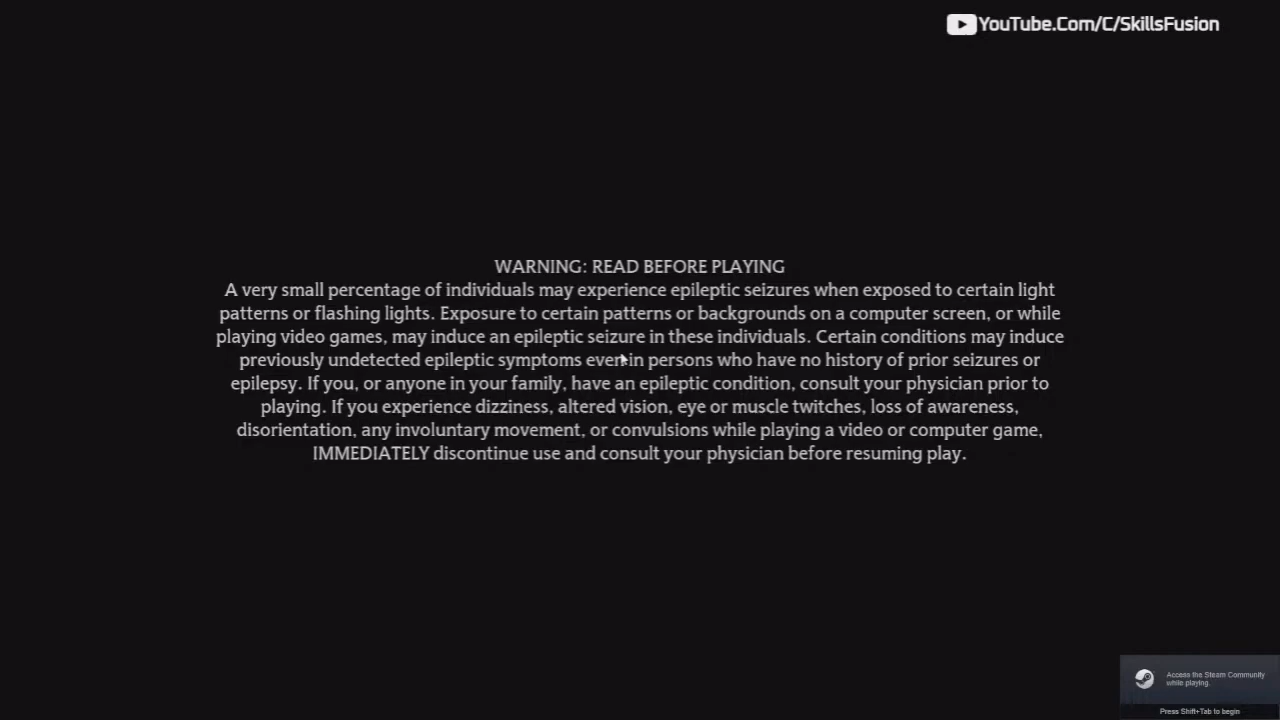 YouTube.Com/C/SkillsFusion
WARNING: READ BEFORE PLAYING
A very small percentage of individuals may experience epileptic seizures when exposed to certain light
patterns or flashing lights. Exposure to certain patterns or backgrounds on a computer screen, or while
playing video games, may induce an epileptic seizure in these individuals. Certain conditions may induce
previously undetected epileptic symptoms even in persons who have no history of prior seizures or
epilepsy. If you, or anyone in your family, have an epileptic condition, consult your physician prior to
playing. If you experience dizziness, altered vision, eye or muscle twitches, loss of awareness,
disorientation, any involuntary movement, or convulsions while playing a video or computer game,
IMMEDIATELY discontinue use and consult your physician before resuming play.
Access the Steam Community
while playing.
Press Shift+Tab to begin